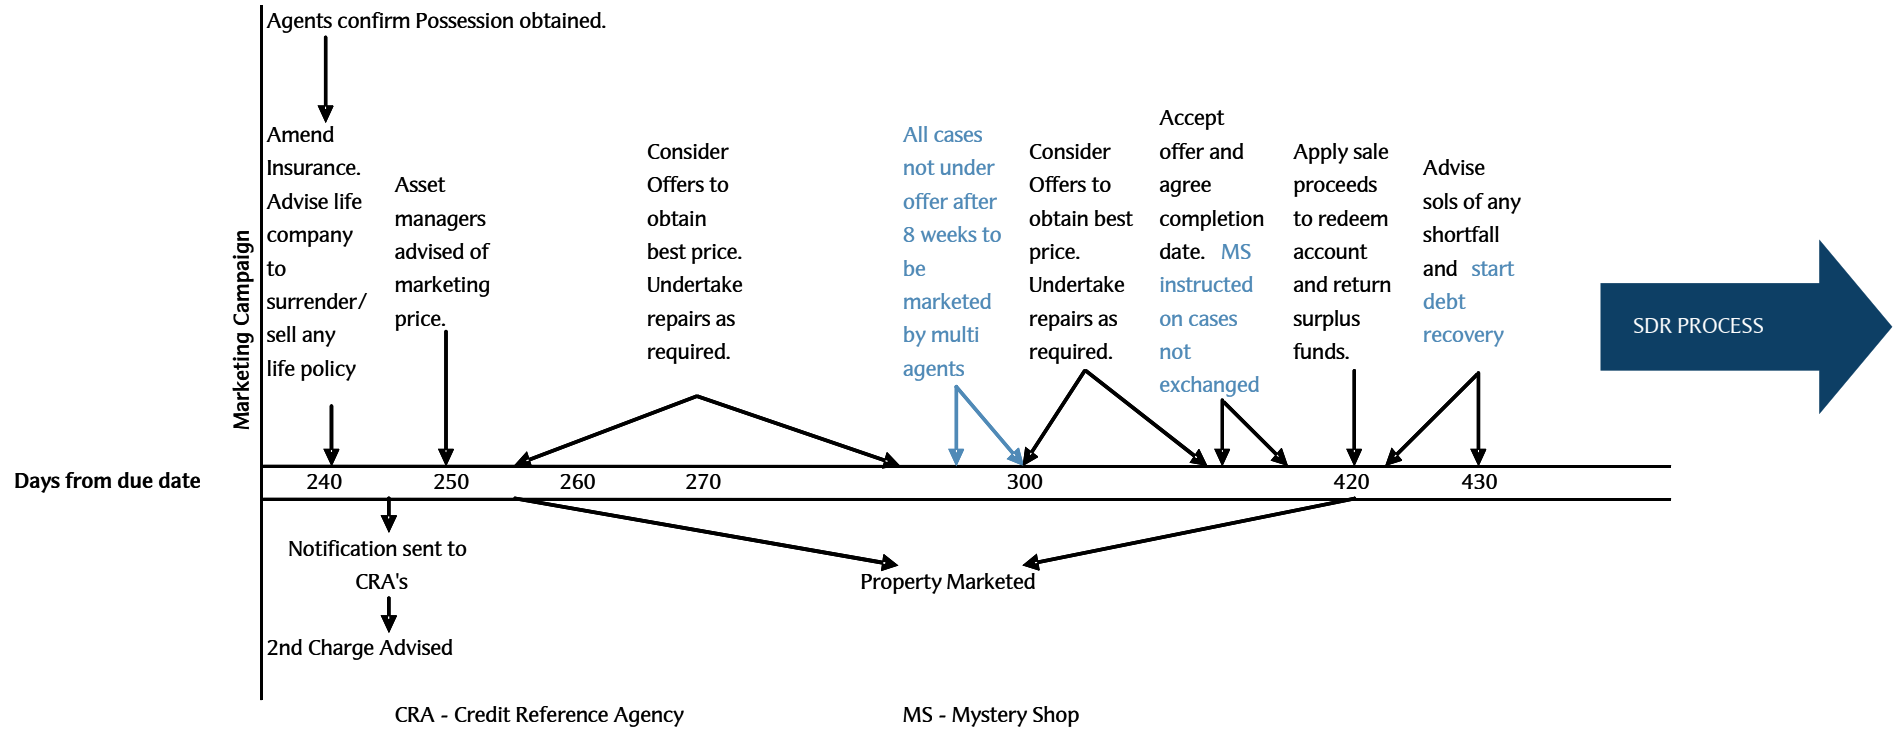 Agents confirm Possession obtained.
Marketing Campaign
Amend
Insurance.
Advise life
company
to
surrender/
sell any
life policy
Asset
managers
advised of
marketing
price.
Consider
Offers to
obtain
best price.
Undertake
repairs as
required.
All cases
not under
offer after
8 weeks to
be
marketed
by multi
agents
Consider
Offers to
obtain best
price.
Undertake
repairs as
required.
Accept
offer and
agree
completion
date. MS
instructed
on cases
not
exchanged
Apply sale
proceeds
to redeem
account
and return
surplus
funds.
Advise
sols of any
shortfall
and start
debt
recovery
SDR PROCESS
Days from due date 240 250 260 270 300 420 430
Notification sent to
CRA's
2nd Charge Advised
Property Marketed
CRA - Credit Reference Agency
MS - Mystery Shop